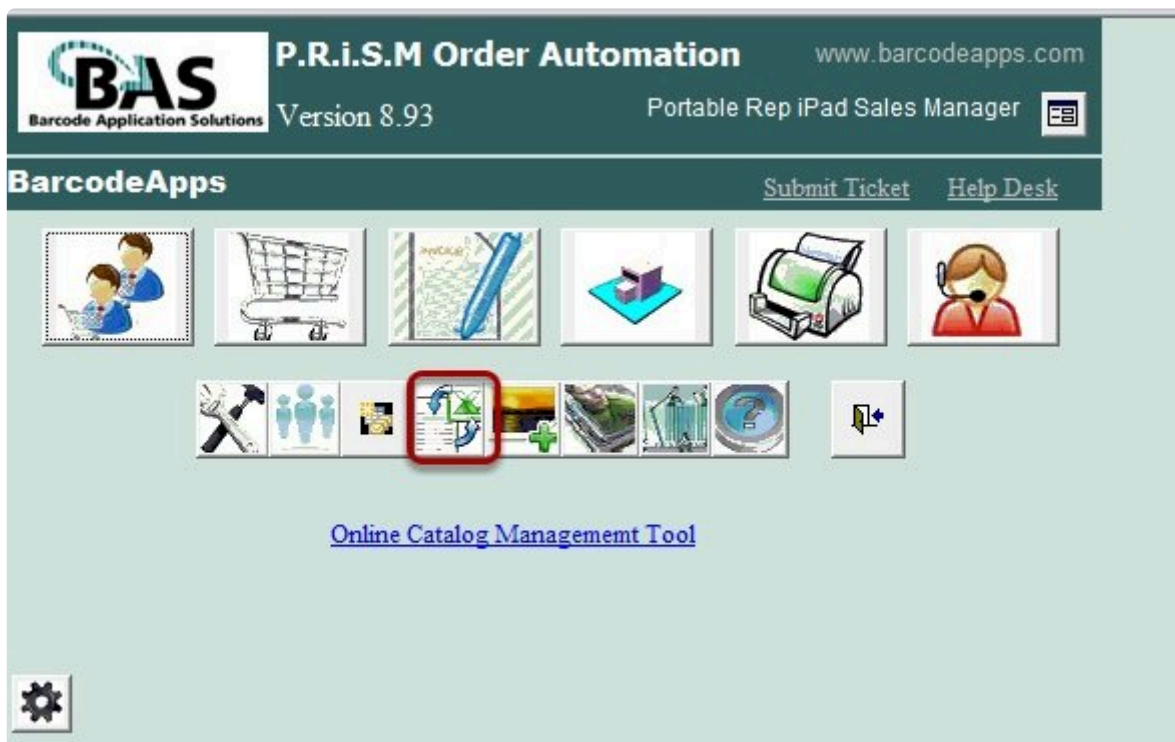 BAS
Barcode Application Solutions
P.R.i.S.M Order Automation
www.barcodeapps.com
Version 8.93
Portable Rep iPad Sales Manager
BarcodeApps
Submit Ticket
Help Desk
INVOICE
?
Online Catalog Managememt Tool